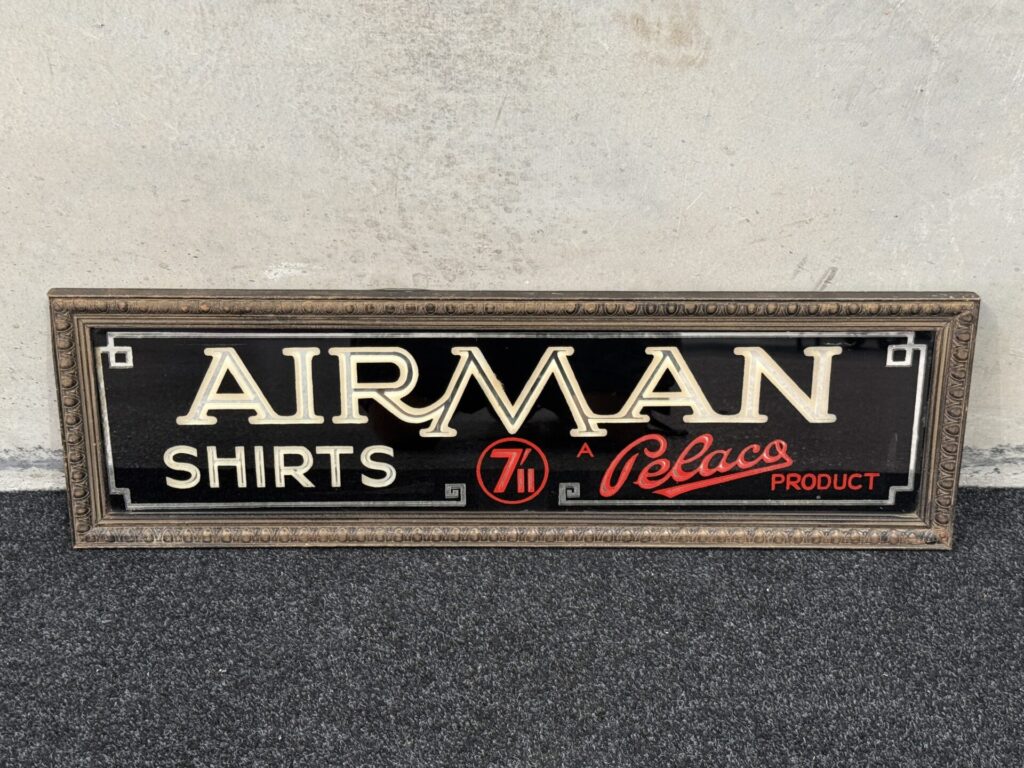 AIRMAN
SHIRTS 7/11 A Pelaco PRODUCT